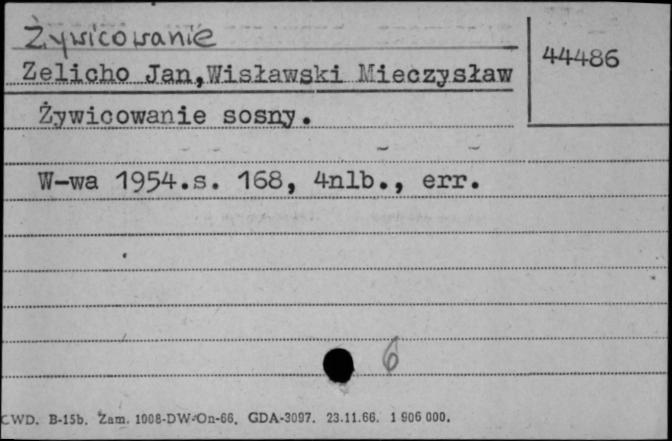 Żywicowanie
44486
Zelicho Jan,Wisławski Mieczysław
Żywicowanie sosny.
W-wa 1954.s. 168, 4nlb., err.
6
CWD. B-15b. Zam. 1008-DW-On-66. GDA-3097. 23.11.66. 1 906 000.